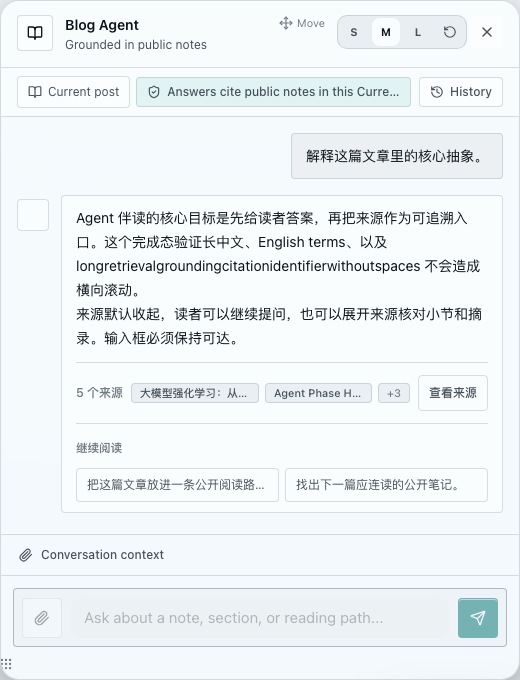 Blog Agent
Grounded in public notes
Move
S M L
Current post
Answers cite public notes in this Curre...
History
解释这篇文章里的核心抽象。
Agent 伴读的核心目标是先给读者答案，再把来源作为可追溯入
口。这个完成态验证长中文、English terms、以及
longretrievalgroundingcitationidentifierwithoutspaces 不会造成
横向滚动。
来源默认收起，读者可以继续提问，也可以展开来源核对小节和摘
录。输入框必须保持可达。
5 个来源
大模型强化学习：从...
Agent Phase H...
+3
查看来源
继续阅读
把这篇文章放进一条公开阅读路...
找出下一篇应连读的公开笔记。
Conversation context
Ask about a note, section, or reading path...